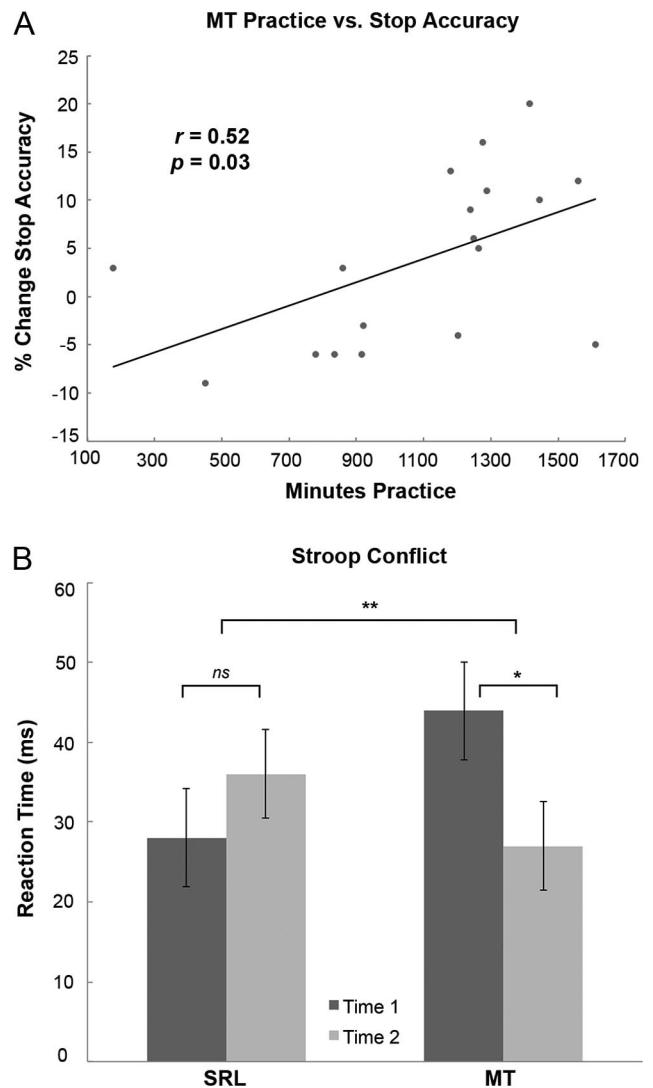 A
MT Practice vs. Stop Accuracy
% Change Stop Accuracy
25
20
15
10
5
0
-5
-10
-15
r = 0.52
p = 0.03
100 300 500 700 900 1100 1300 1500 1700
Minutes Practice
B
Stroop Conflict
Reaction Time (ms)
60
50
40
30
20
10
0
**
ns
*
Time 1
Time 2
SRL MT